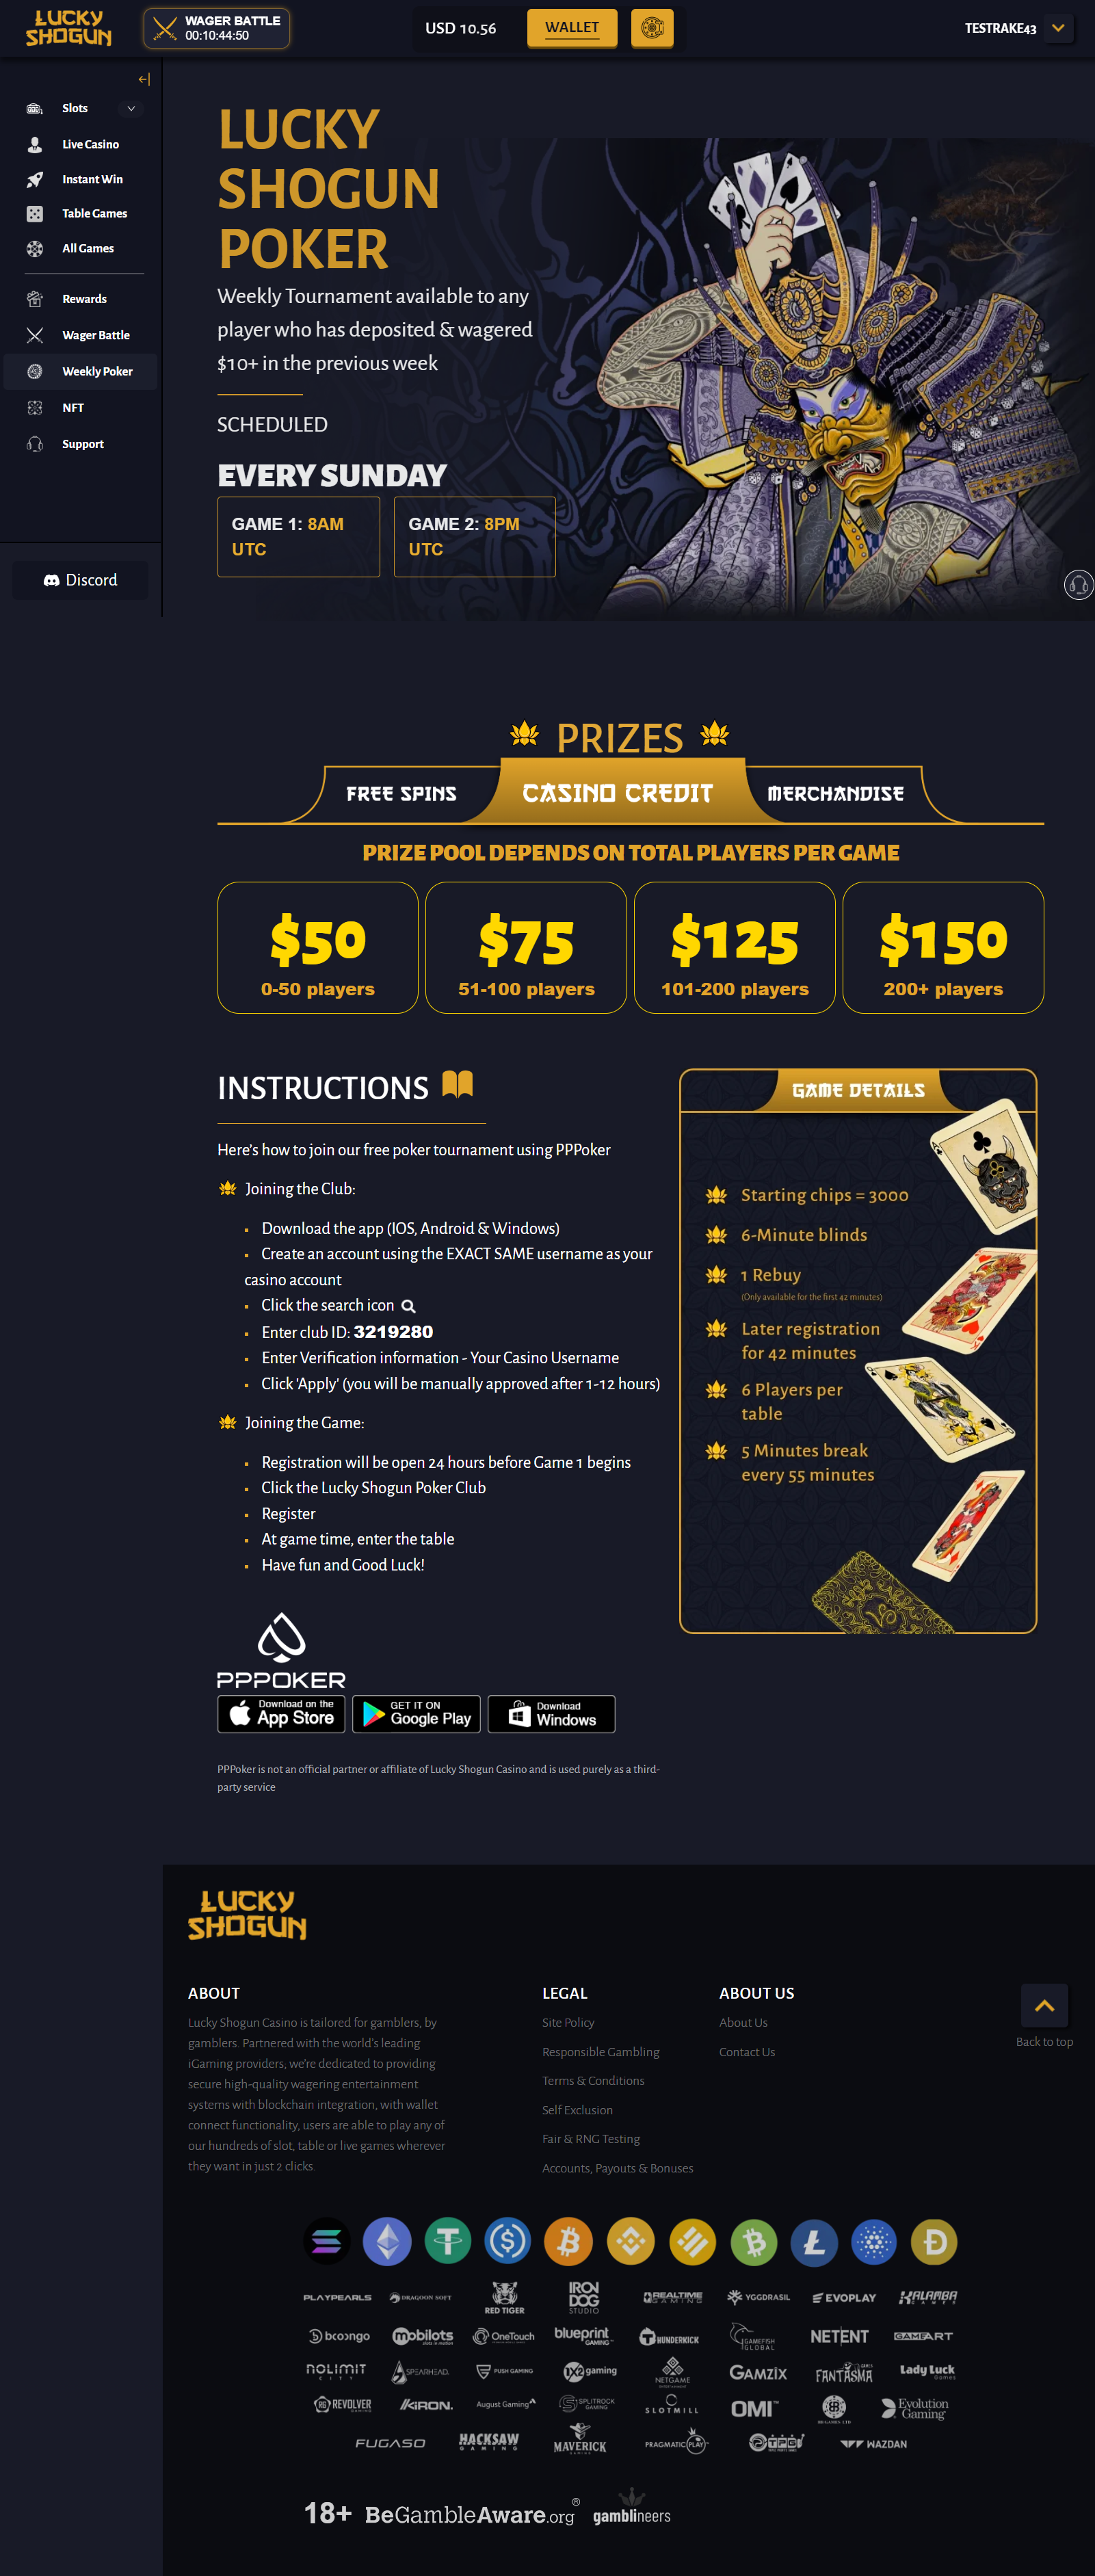 LUCKY
SHOGUN
WAGER BATTLE
00:10:44:50
USD 10.56
WALLET
TESTRAKE43
Slots
Live Casino
Instant Win
Table Games
All Games
Rewards
Wager Battle
Weekly Poker
NFT
Support
Discord
LUCKY
SHOGUN
POKER
Weekly Tournament available to any
player who has deposited & wagered
$10+ in the previous week
SCHEDULED
EVERY SUNDAY
GAME 1: 8AM
UTC
GAME 2: 8PM
UTC
PRIZES
FREE SPINS
CASINO CREDIT
MERCHANDISE
PRIZE POOL DEPENDS ON TOTAL PLAYERS PER GAME
$50
0-50 players
$75
51-100 players
$125
101-200 players
$150
200+ players
INSTRUCTIONS
Here's how to join our free poker tournament using PPPoker
Joining the Club:
Download the app (IOS, Android & Windows)
Create an account using the EXACT SAME username as your
casino account
Click the search icon
Enter club ID: 3219280
Enter Verification information - Your Casino Username
Click 'Apply' (you will be manually approved after 1-12 hours)
Joining the Game:
Registration will be open 24 hours before Game 1 begins
Click the Lucky Shogun Poker Club
Register
At game time, enter the table
Have fun and Good Luck!
GAME DETAILS
Starting chips = 3000
6-Minute blinds
1 Rebuy
(Only available for the first 42 minutes)
Later registration
for 42 minutes
6 Players per
table
5 Minutes break
every 55 minutes
PPPOKER
Download on the
App Store
GET IT ON
Google Play
Download
Windows
PPPoker is not an official partner or affiliate of Lucky Shogun Casino and is used purely as a third-
party service
LUCKY
SHOGUN
ABOUT
Lucky Shogun Casino is tailored for gamblers, by
gamblers. Partnered with the world's leading
iGaming providers; we're dedicated to providing
secure high-quality wagering entertainment
systems with blockchain integration, with wallet
connect functionality, users are able to play any of
our hundreds of slot, table or live games wherever
they want in just 2 clicks.
LEGAL
Site Policy
Responsible Gambling
Terms & Conditions
Self Exclusion
Fair & RNG Testing
Accounts, Payouts & Bonuses
ABOUT US
About Us
Contact Us
Back to top
PLAYPEARLS
DRAGOON SOFT
RED TIGER
IRON
DOG
STUDIO
REALTIME
GAMING
YGGDRASIL
EVOPLAY
KALAMBA
GAMES
booongo
mobilots
OneTouch
blueprint
GAMING
THUNDERKICK
GAMEFISH
GLOBAL
NETENT
GAMEART
NOLIMIT
CITY
SPEARHEAD
PUSH GAMING
1X2gaming
NETGAME
GAMZIX
FANTASMA
GAMES
Lady Luck
Games
REVOLVER
GAMING
KIRON
August Gaming
SPLITROCK
GAMING
SLOTMILL
OMI
BB GAMES LTD
Evolution
Gaming
FUGASO
HACKSAW
GAMING
MAVERICK
GAMING
PRAGMATIC PLAY
TPG
WAZDAN
18+
BeGambleAware.org®
gamblineers